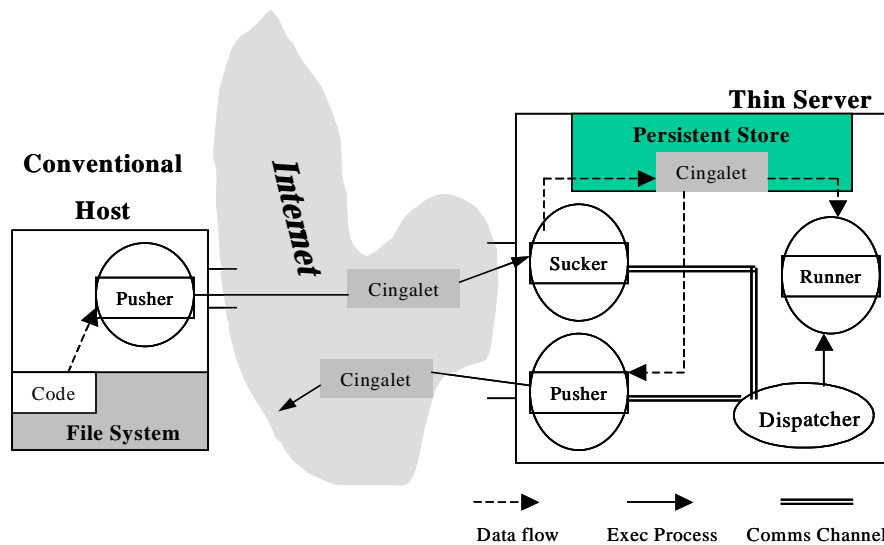 Thin Server
Persistent Store
Conventional
Host
Internet
Cingalet
Sucker
Runner
Pusher
Cingalet
Cingalet
Pusher
Code
Dispatcher
File System
Data flow
Exec Process
Comms Channel